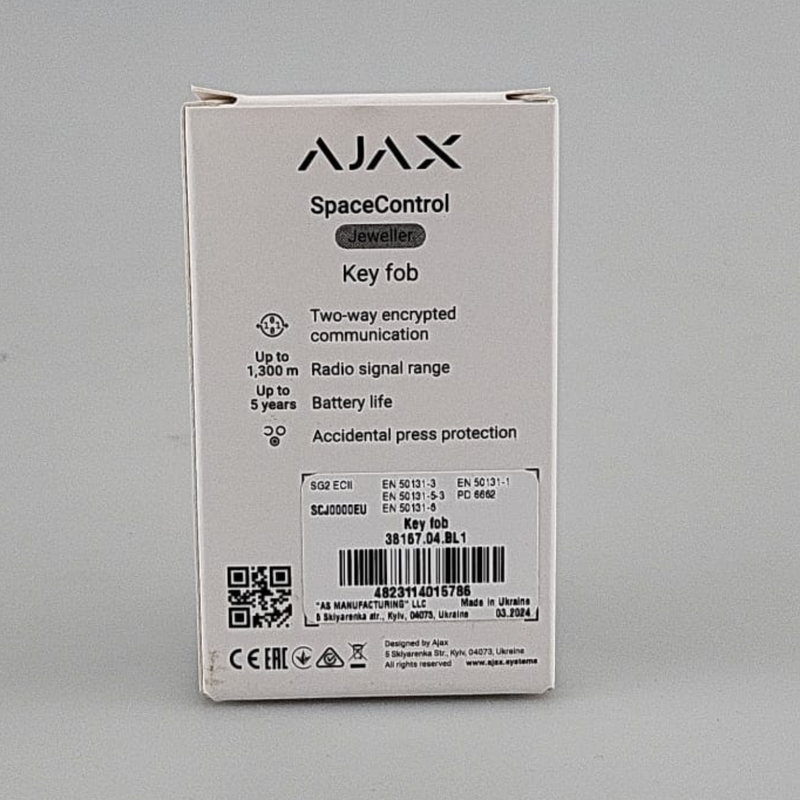 AJAX
SpaceControl
Jeweller
Key fob
Two-way encrypted
communication
Up to
1,300 m Radio signal range
Up to
5 years Battery life
Accidental press protection
SG2 ECII EN 50131-3 EN 50131-1
EN 50131-5-3 PD 6662
SCJ0000EU EN 50131-6
Key fob
38167.04.BL1
4823114015786
"AS MANUFACTURING" LLC Made in Ukraine
5 Sklyarenka str., Kyiv, 04073, Ukraine 03.2024
CE EAC
Designed by Ajax
5 Sklyarenka Str., Kyiv, 04073, Ukraine
All rights reserved www.ajax.systems